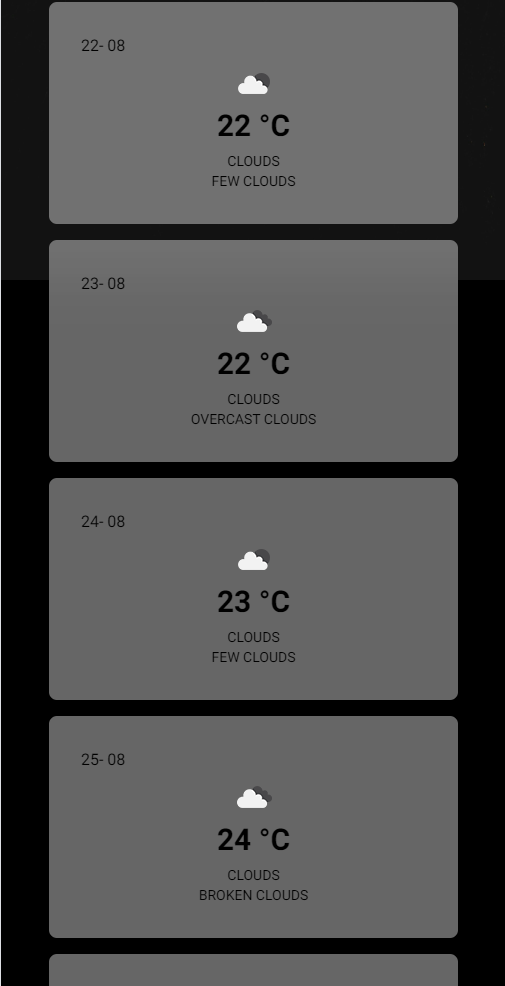 22- 08
22 °C
CLOUDS
FEW CLOUDS
23- 08
22 °C
CLOUDS
OVERCAST CLOUDS
24- 08
23 °C
CLOUDS
FEW CLOUDS
25- 08
24 °C
CLOUDS
BROKEN CLOUDS